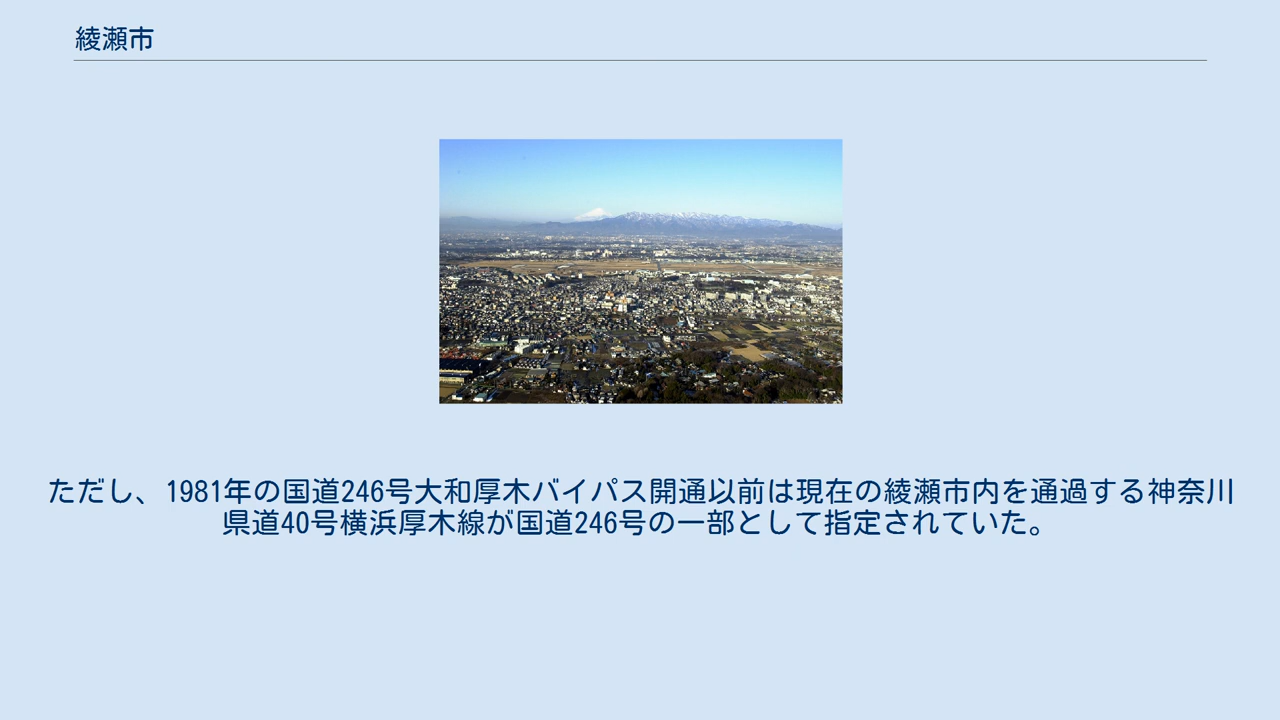 綾瀬市
ただし、1981年の国道246号大和厚木バイパス開通以前は現在の綾瀬市内を通過する神奈川
県道40号横浜厚木線が国道246号の一部として指定されていた。